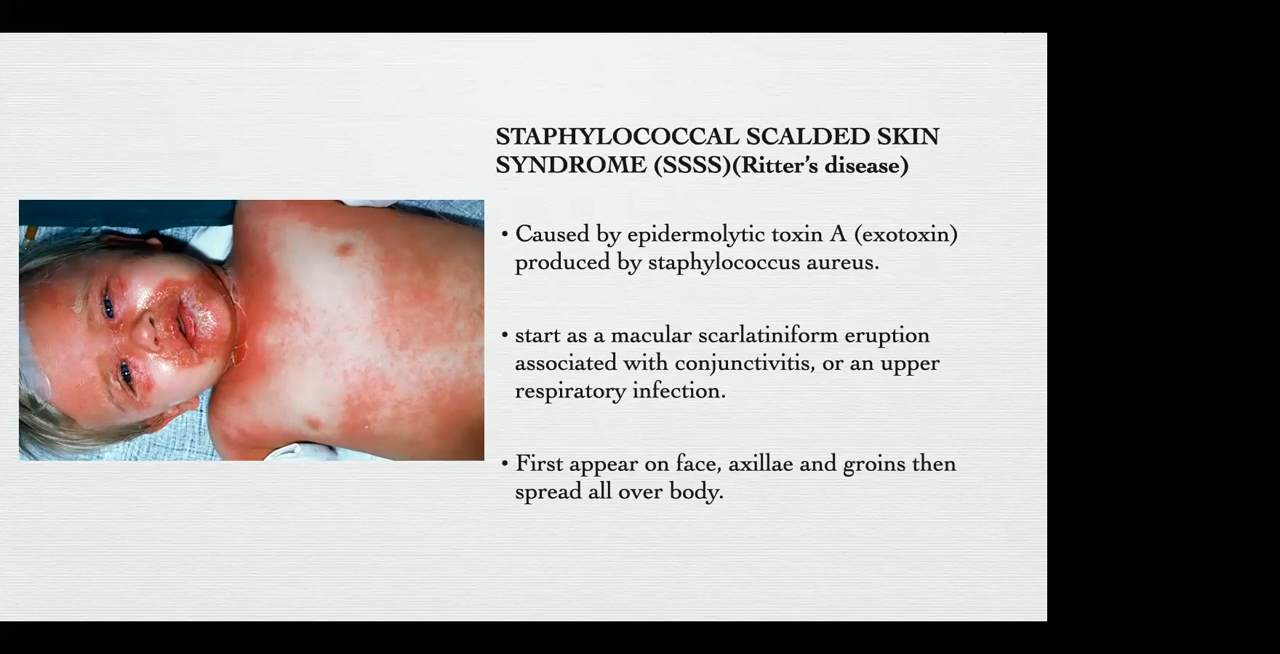 STAPHYLOCOCCAL SCALDED SKIN
SYNDROME (SSSS)(Ritter’s disease)
• Caused by epidermolytic toxin A (exotoxin)
produced by staphylococcus aureus.
• start as a macular scarlatiniform eruption
associated with conjunctivitis, or an upper
respiratory infection.
• First appear on face, axillae and groins then
spread all over body.